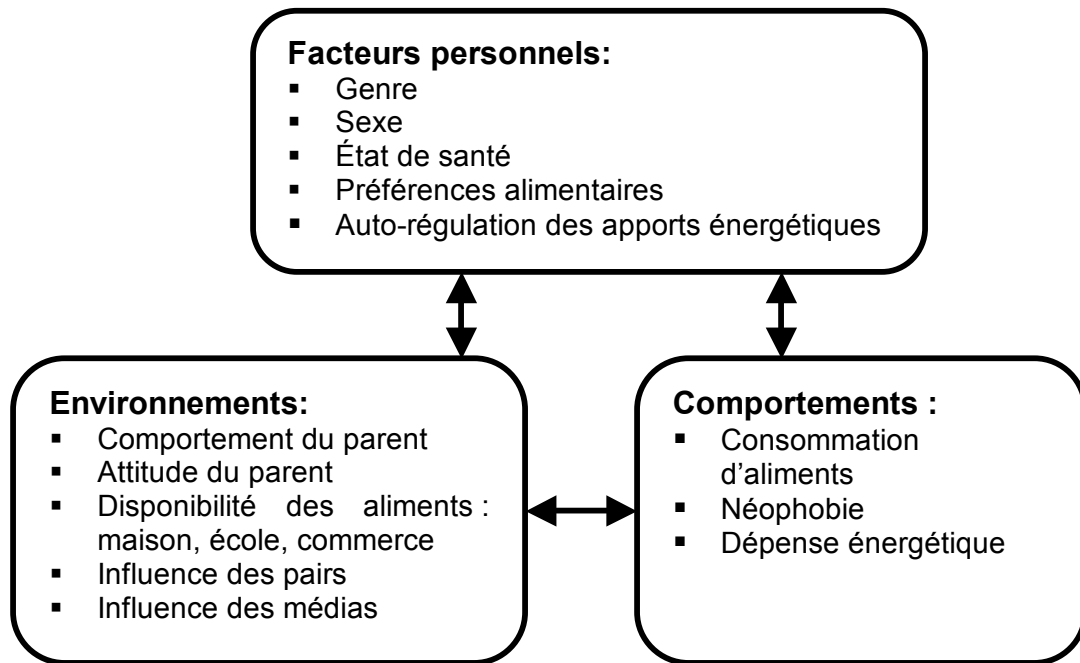 Facteurs personnels:
▪ Genre
▪ Sexe
▪ État de santé
▪ Préférences alimentaires
▪ Auto-régulation des apports énergétiques
Environnements:
▪ Comportement du parent
▪ Attitude du parent
▪ Disponibilité des aliments :
maison, école, commerce
▪ Influence des pairs
▪ Influence des médias
Comportements :
▪ Consommation
d’aliments
▪ Néophobie
▪ Dépense énergétique